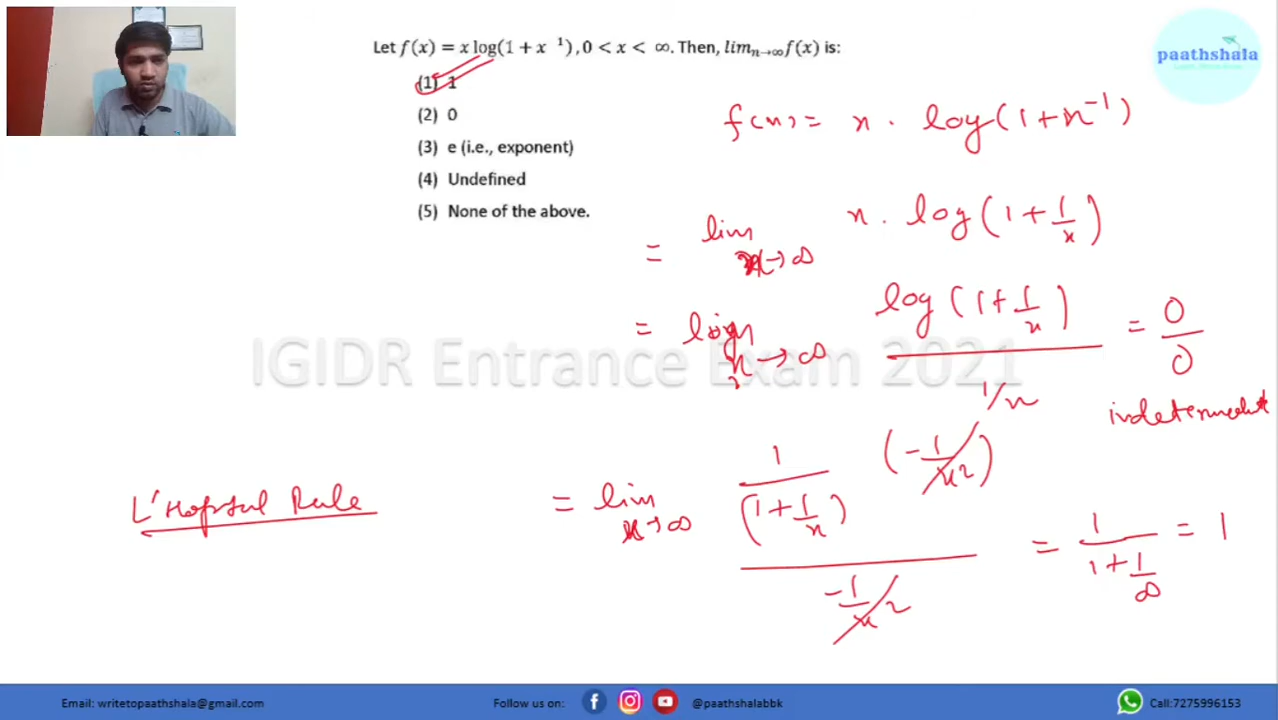 Let f(x) = x log(1 + x ¹), 0 < x < ∞. Then, limₙ→∞f(x) is:
(1) 1
(2) 0
(3) e (i.e., exponent)
(4) Undefined
(5) None of the above.
paathshala
f(x) = x . log(1+x⁻¹)
= lim x→∞ x . log(1+1/x)
= lim x→∞ log(1+1/x) / 1/x = 0/0
L'Hoptul Rule
= lim x→∞ 1/(1+1/x) (-1/x²) / -1/x² = 1/(1+1/∞) = 1
IGIDR Entrance Exam 2021
Email: writetopaathshala@gmail.com
Follow us on:
@paathshalabbk
Call:7275996153